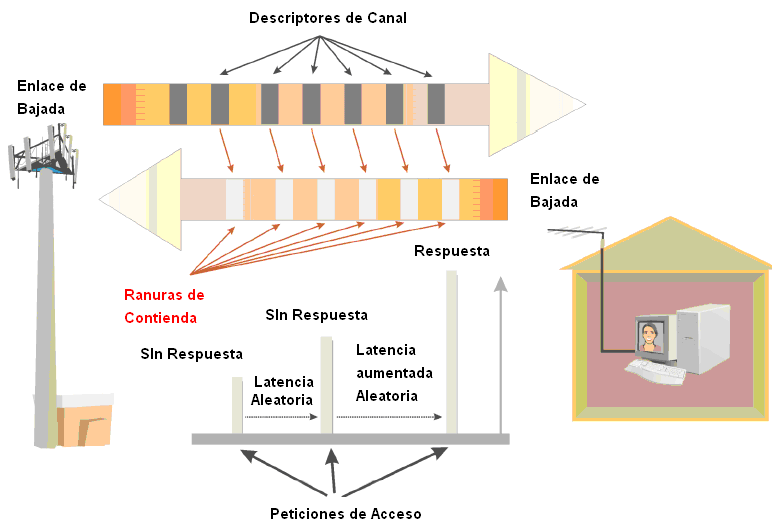 Descriptores de Canal
Enlace de
Bajada
Enlace de
Bajada
Respuesta
Ranuras de
Contienda
SIn Respuesta
SIn Respuesta
Latencia
Aleatoria
Latencia
aumentada
Aleatoria
Peticiones de Acceso